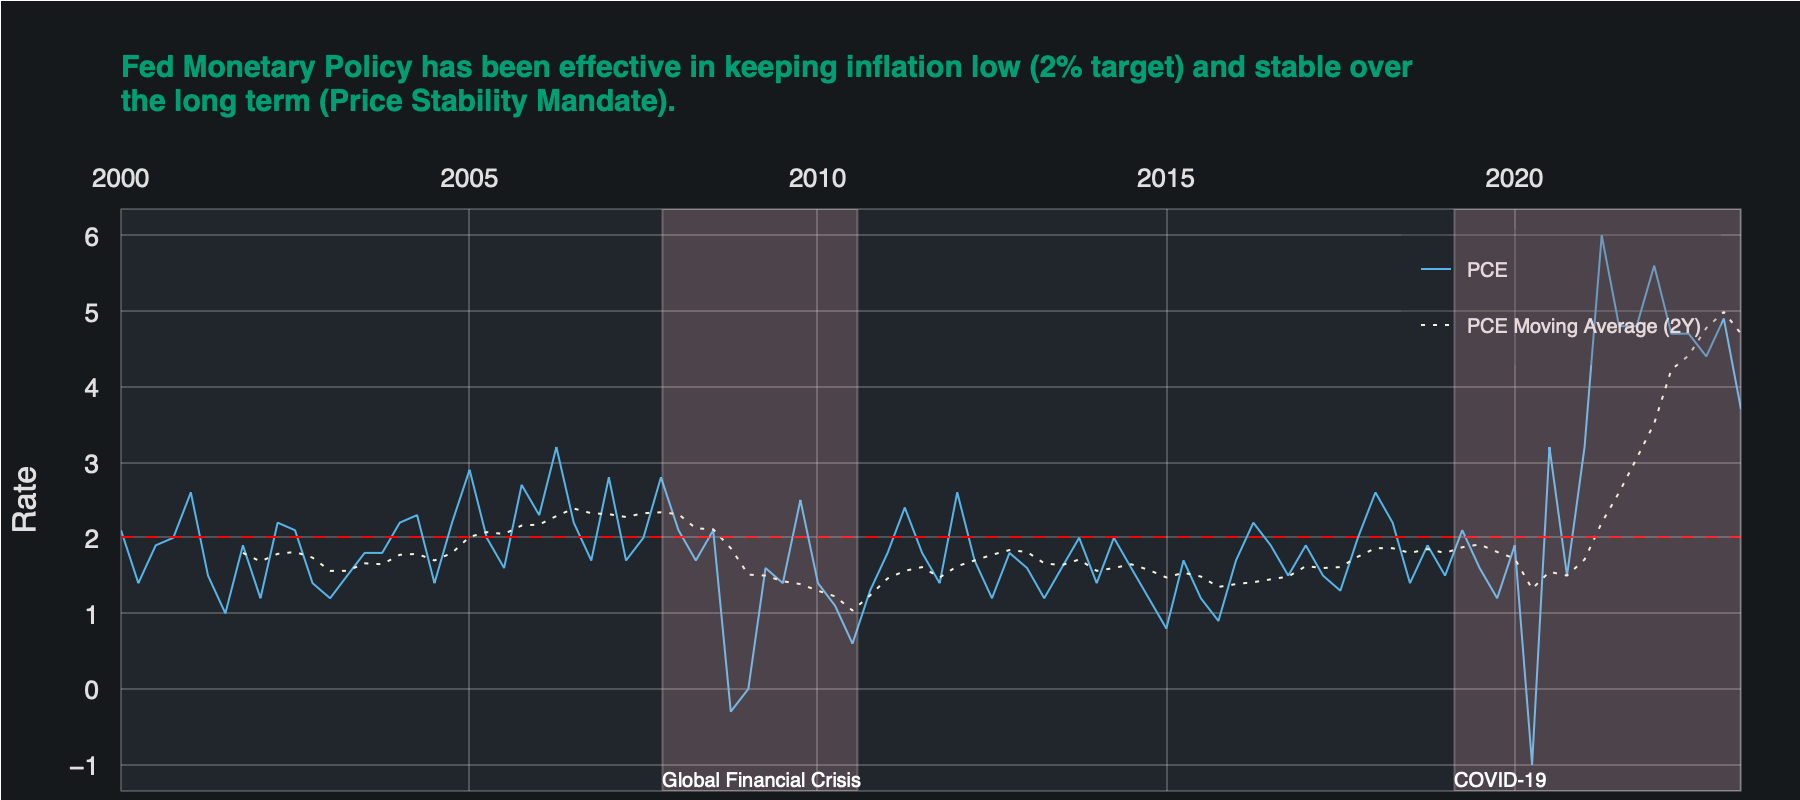 Fed Monetary Policy has been effective in keeping inflation low (2% target) and stable over
the long term (Price Stability Mandate).
2000 2005 2010 2015 2020
6
PCE
5
PCE Moving Average (2Y)
4
3
Rate
2
1
0
−1
Global Financial Crisis COVID-19